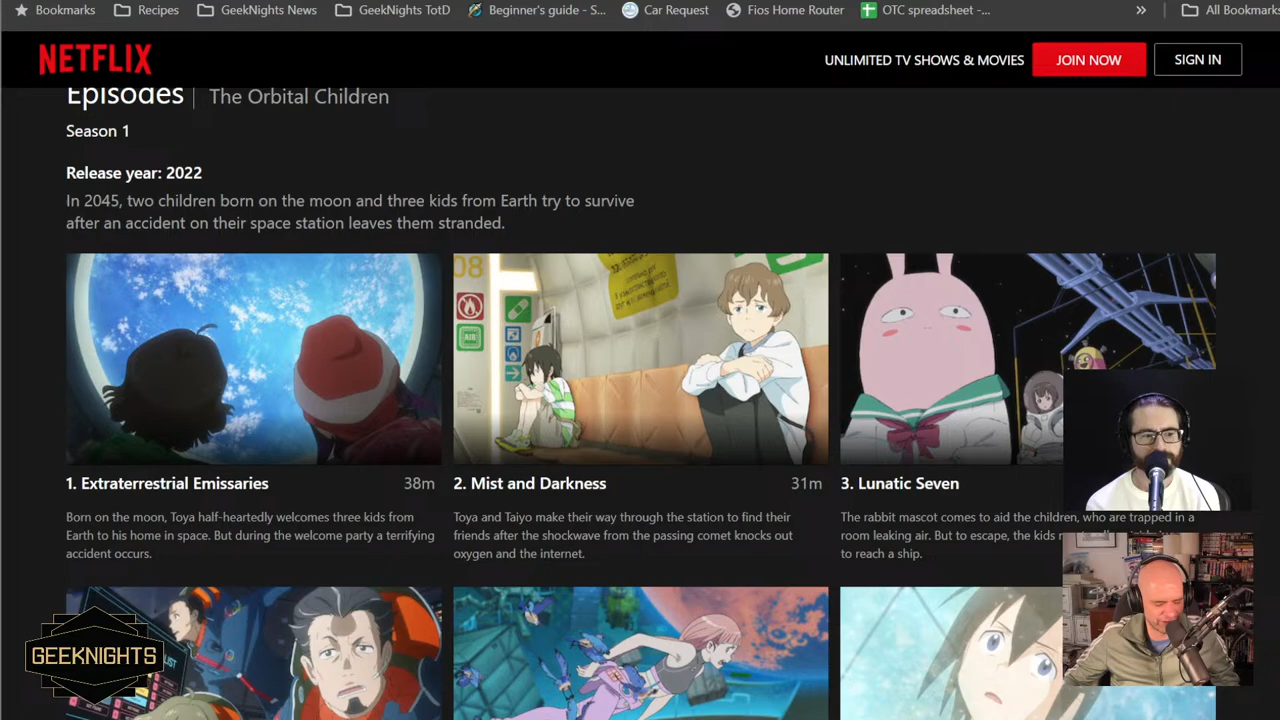 Bookmarks Recipes GeekNights News GeekNights TotD Beginner's guide - S... Car Request Fios Home Router OTC spreadsheet -... » All Bookmarks
NETFLIX UNLIMITED TV SHOWS & MOVIES JOIN NOW SIGN IN
Episodes The Orbital Children
Season 1
Release year: 2022
In 2045, two children born on the moon and three kids from Earth try to survive
after an accident on their space station leaves them stranded.
08
AIR
1. Extraterrestrial Emissaries 38m
Born on the moon, Toya half-heartedly welcomes three kids from
Earth to his home in space. But during the welcome party a terrifying
accident occurs.
2. Mist and Darkness 31m
Toya and Taiyo make their way through the station to find their
friends after the shockwave from the passing comet knocks out
oxygen and the internet.
3. Lunatic Seven
The rabbit mascot comes to aid the children, who are trapped in a
room leaking air. But to escape, the kids
to reach a ship.
GEEKNIGHTS